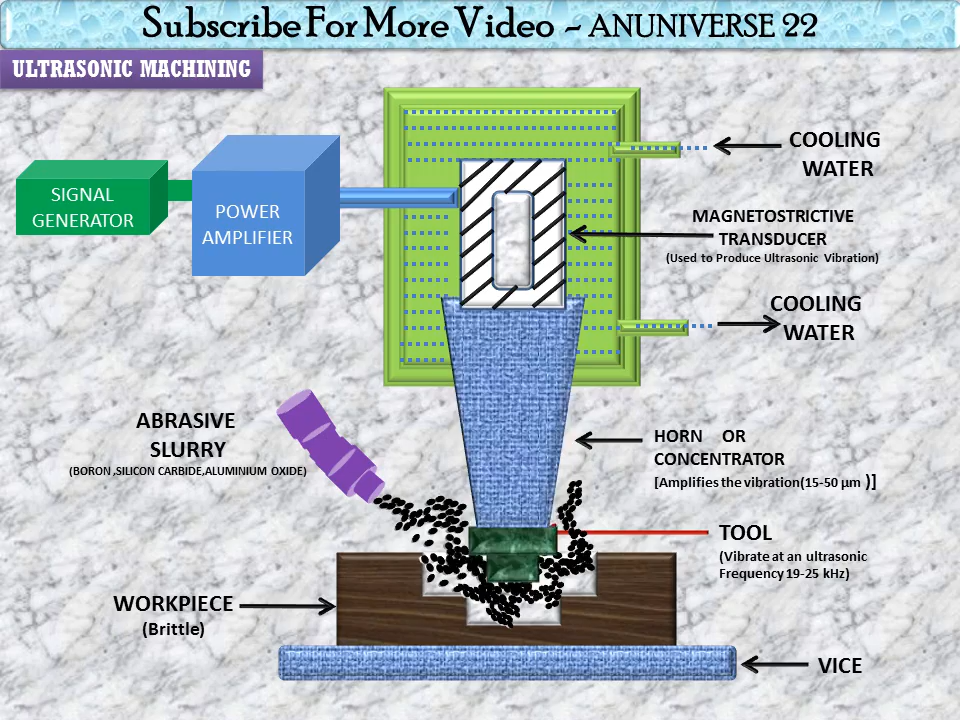 Subscribe For More Video – ANUNIVERSE 22
ULTRASONIC MACHINING
SIGNAL
GENERATOR
POWER
AMPLIFIER
COOLING
WATER
MAGNETOSTRICTIVE
TRANSDUCER
(Used to Produce Ultrasonic Vibration)
COOLING
WATER
ABRASIVE
SLURRY
(BORON ,SILICON CARBIDE,ALUMINIUM OXIDE)
HORN OR
CONCENTRATOR
[Amplifies the vibration(15-50 µm )]
TOOL
(Vibrate at an ultrasonic
Frequency 19-25 kHz)
WORKPIECE
(Brittle)
VICE